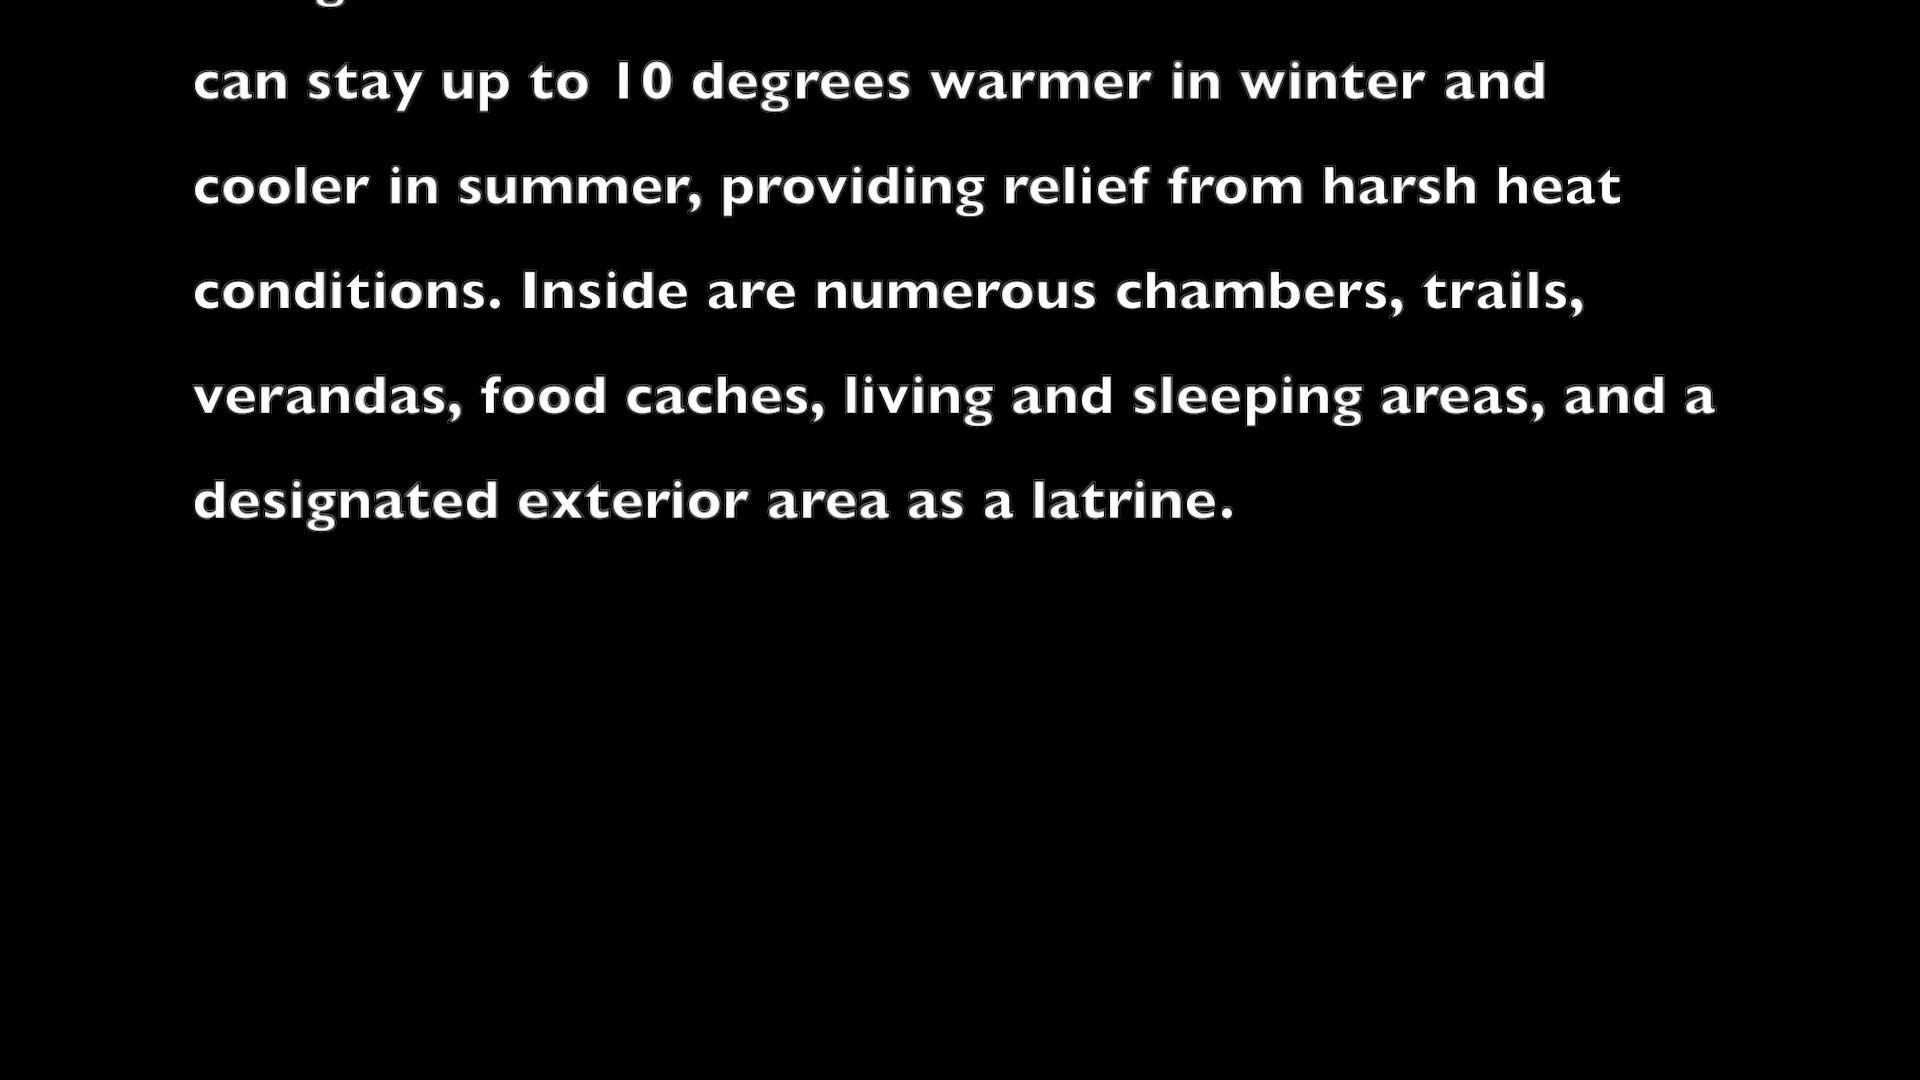 can stay up to 10 degrees warmer in winter and
cooler in summer, providing relief from harsh heat
conditions. Inside are numerous chambers, trails,
verandas, food caches, living and sleeping areas, and a
designated exterior area as a latrine.